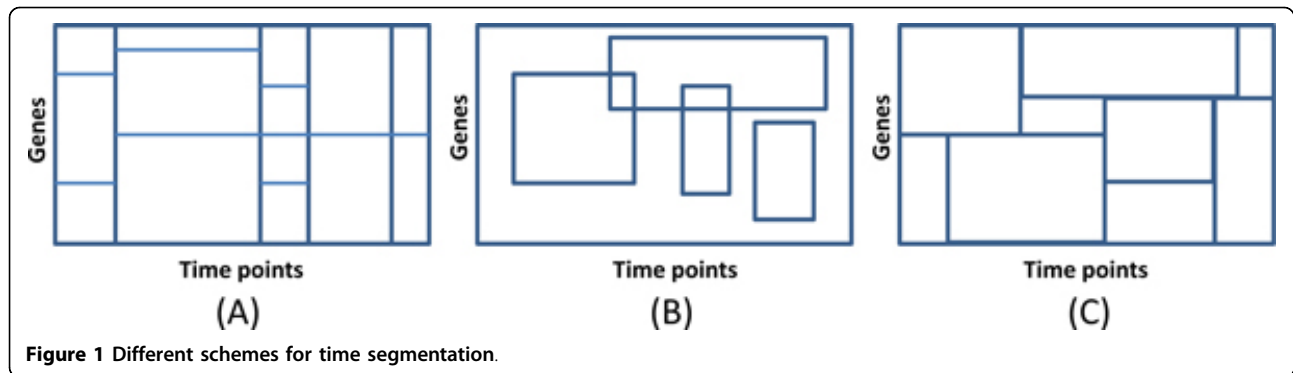 Genes
Genes
Genes
Time points
Time points
Time points
(A)
(B)
(C)
Figure 1 Different schemes for time segmentation.